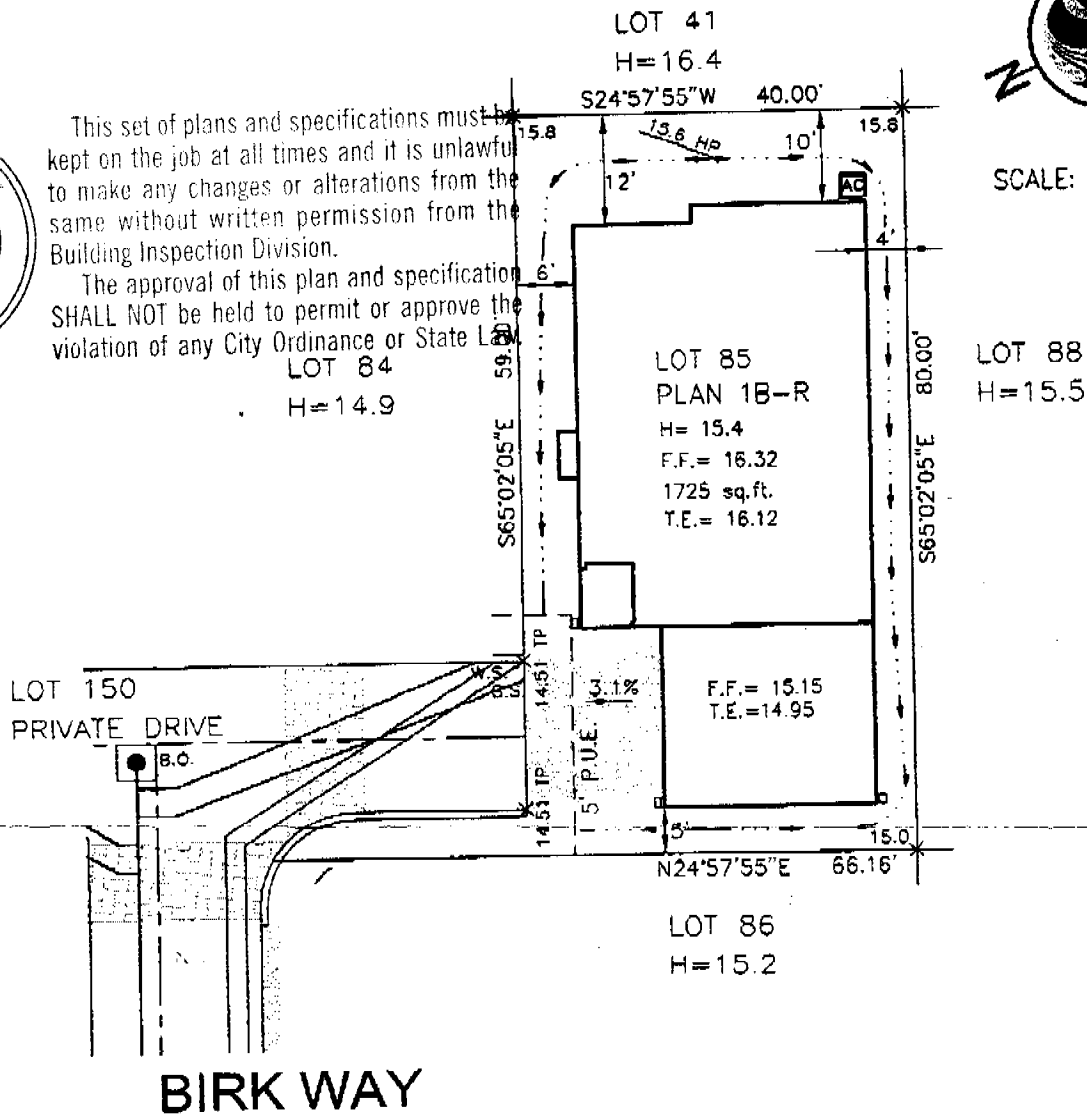 LOT 41
H=16.4
S24°57'55"W 40.00'
N
This set of plans and specifications must be
kept on the job at all times and it is unlawful
to make any changes or alterations from the
same without written permission from the
Building Inspection Division.
The approval of this plan and specification
SHALL NOT be held to permit or approve the
violation of any City Ordinance or State Law.
15.8
15.6 HP
10'
15.8
12'
AC
SCALE:
4'
6'
LOT 84
H=14.9
S65°02'05"E
LOT 85
PLAN 1B-R
H= 15.4
F.F.= 16.32
1725 sq.ft.
T.E.= 16.12
S65°02'05"E 80.00'
LOT 88
H=15.5
LOT 150
PRIVATE DRIVE
B.O.
W.S.
S.S.
14.51 TP
14.51 TP
3.1%
5' P.U.E.
F.F.= 15.15
T.E.=14.95
5'
15.0
N24°57'55"E 66.16'
LOT 86
H=15.2
BIRK WAY